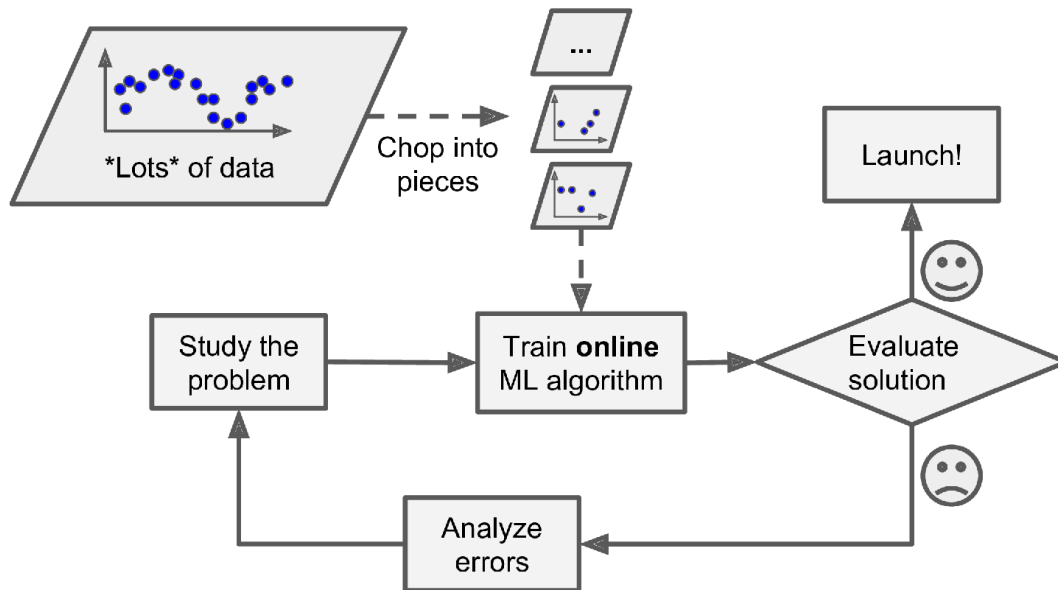 ...
*Lots* of data
Chop into
pieces
Launch!
Study the
problem
Train online
ML algorithm
Evaluate
solution
Analyze
errors